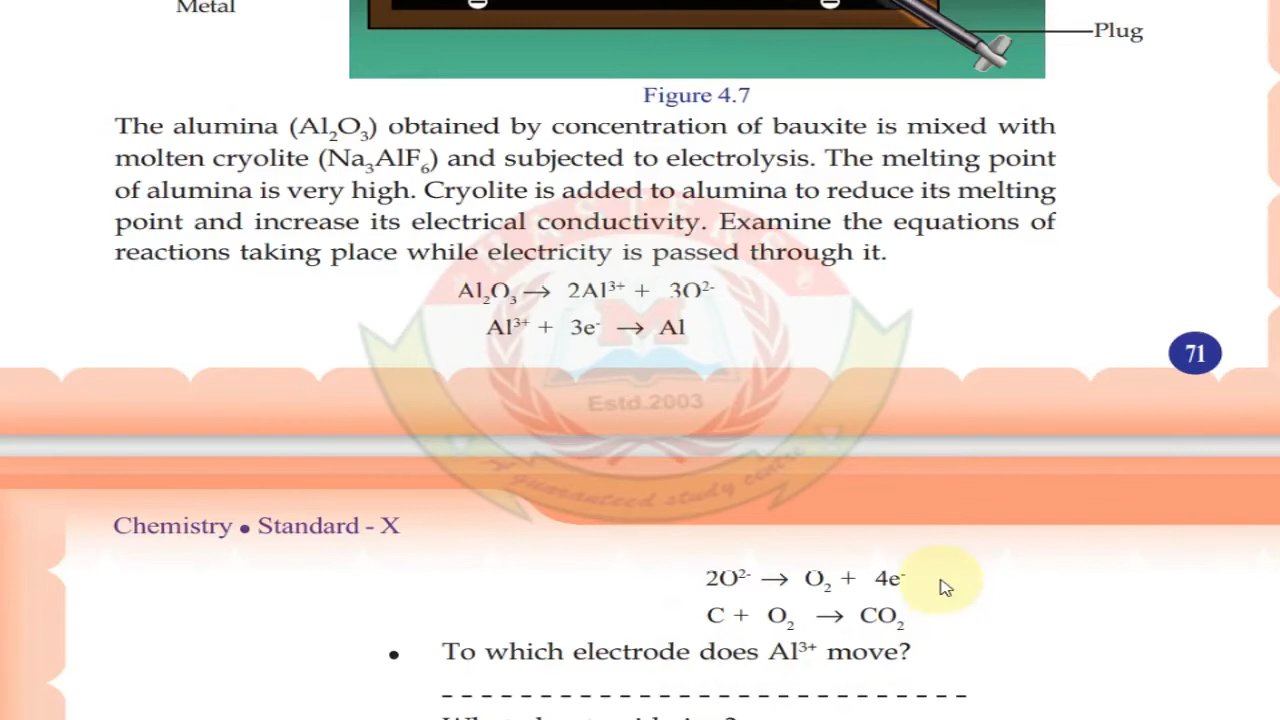 Metal
Plug
Figure 4.7
The alumina (Al₂O₃) obtained by concentration of bauxite is mixed with
molten cryolite (Na₃AlF₆) and subjected to electrolysis. The melting point
of alumina is very high. Cryolite is added to alumina to reduce its melting
point and increase its electrical conductivity. Examine the equations of
reactions taking place while electricity is passed through it.
Al₂O₃ → 2Al³⁺ + 3O²⁻
Al³⁺ + 3e⁻ → Al
71
MASTERS
M
Estd.2003
A guaranteed study centre
Chemistry • Standard - X
2O²⁻ → O₂ + 4e⁻
C + O₂ → CO₂
• To which electrode does Al³⁺ move?